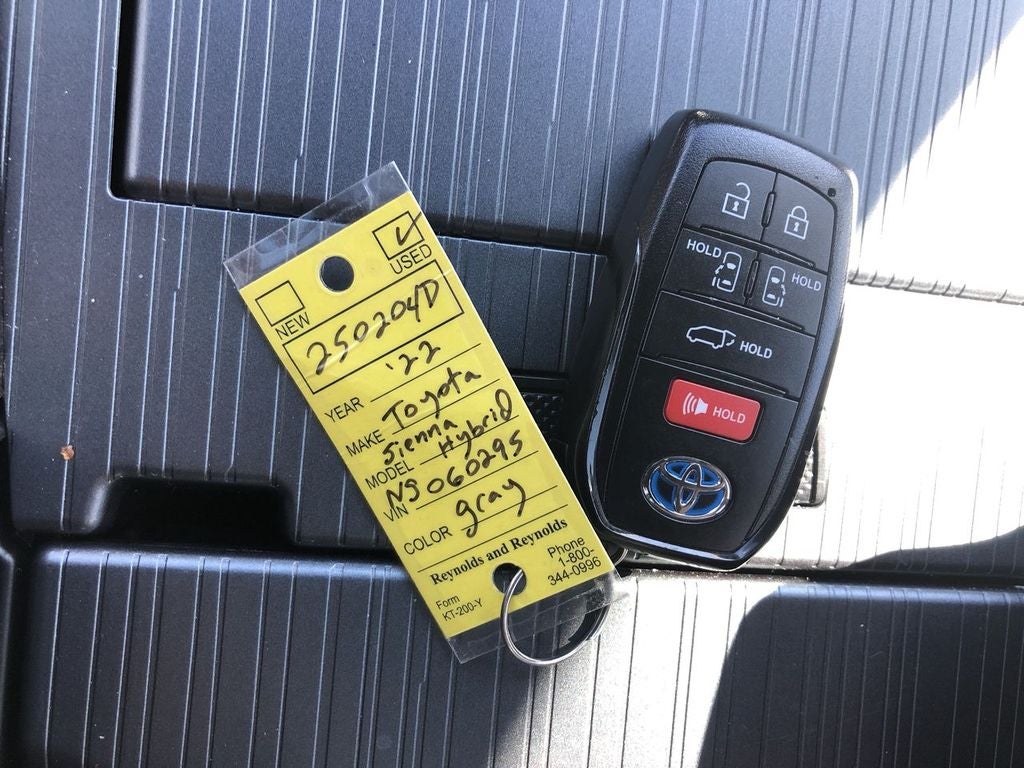 NEW
✓ USED
250204D
YEAR '22
MAKE Toyota
Sienna
MODEL Hybrid
VIN NS060295
COLOR gray
Reynolds and Reynolds
Form
KT-200-Y
Phone
1-800-
344-0996
HOLD
HOLD
HOLD
HOLD